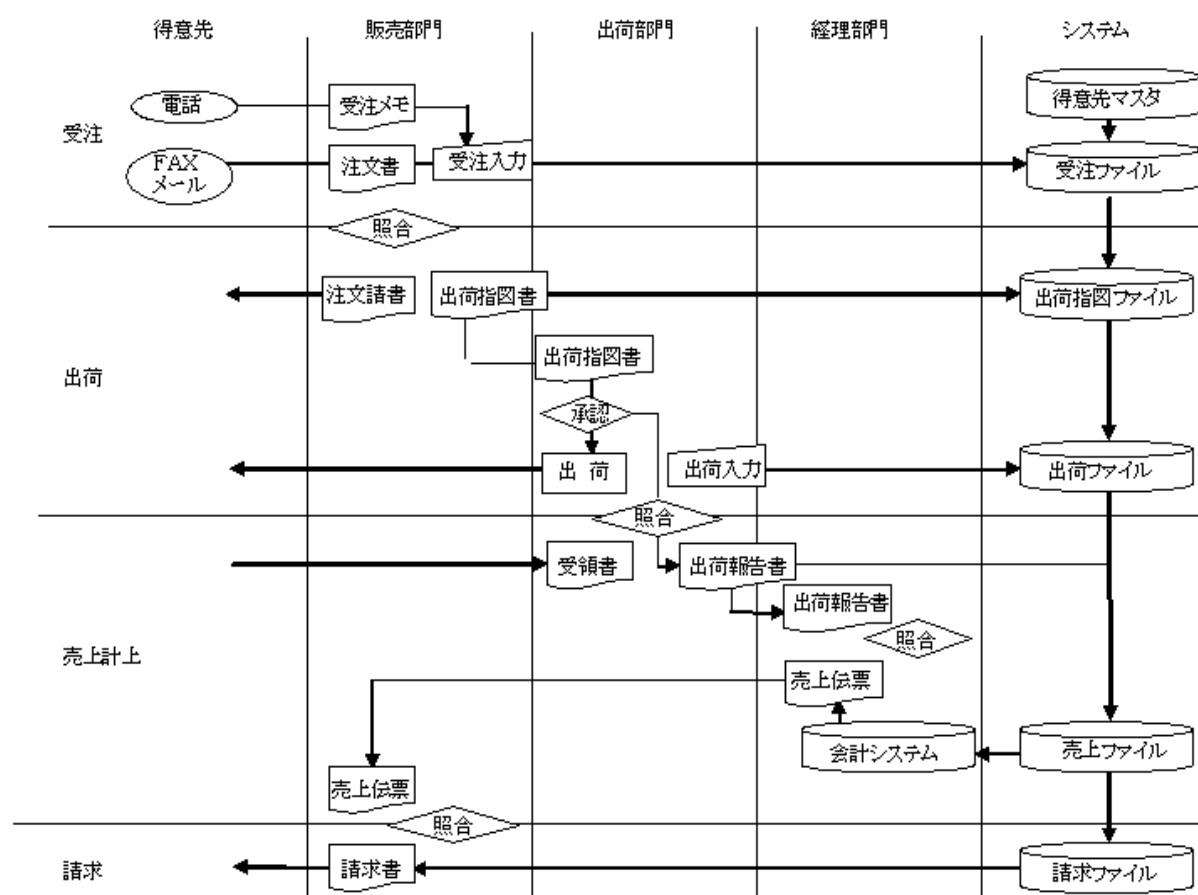 得意先 販売部門 出荷部門 経理部門 システム
電話 受注メモ 得意先マスタ
受注
FAX
メール
注文書 受注入力 受注ファイル
照合
注文請書 出荷指図書 出荷指図ファイル
出荷指図書
出荷
承認
出 荷 出荷入力 出荷ファイル
照合
受領書 出荷報告書
出荷報告書
照合
売上計上
売上伝票
会計システム 売上ファイル
売上伝票
照合
請求 請求書 請求ファイル